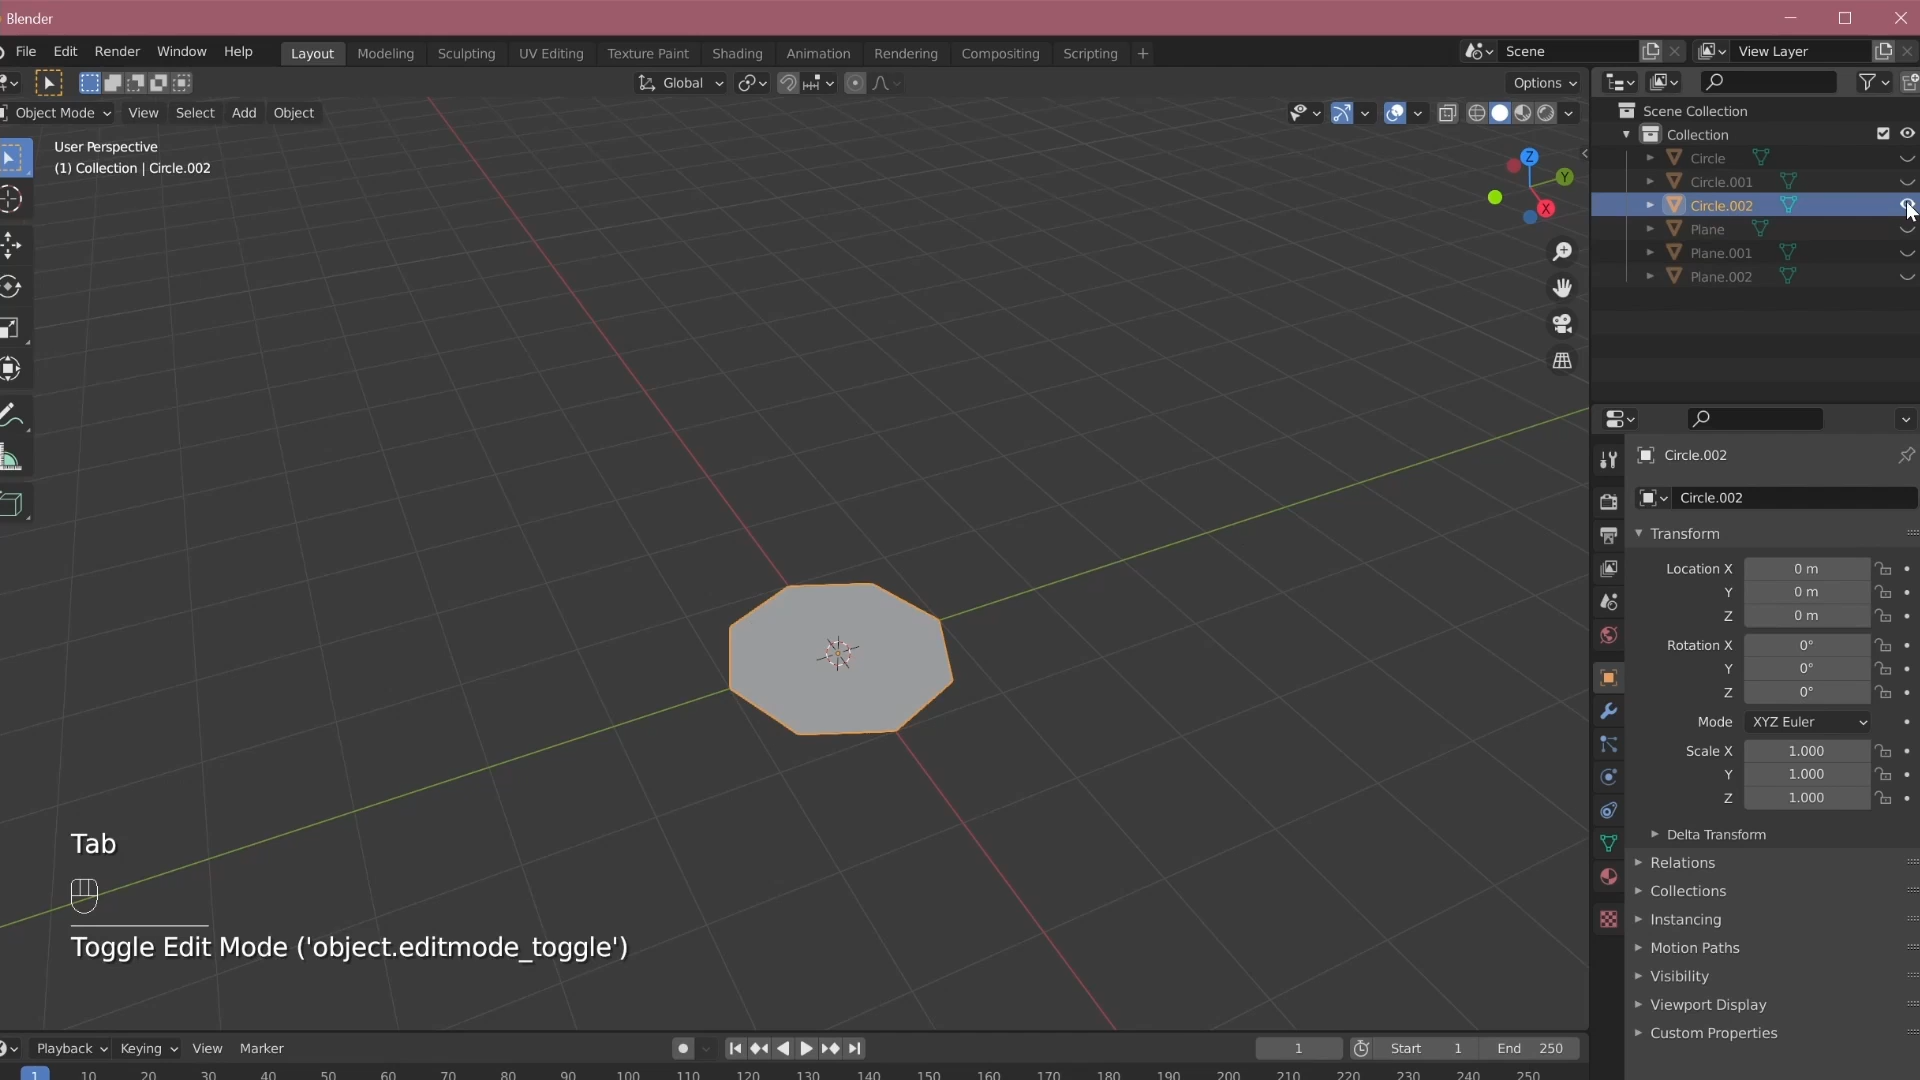 Blender
File Edit Render Window Help Layout Modeling Sculpting UV Editing Texture Paint Shading Animation Rendering Compositing Scripting + Scene View Layer
Global Options
Object Mode View Select Add Object
User Perspective
(1) Collection | Circle.002
Z
Y
X
Scene Collection
Collection
Circle
Circle.001
Circle.002
Plane
Plane.001
Plane.002
Circle.002
Circle.002
Transform
Location X 0 m
Y 0 m
Z 0 m
Rotation X 0°
Y 0°
Z 0°
Mode XYZ Euler
Scale X 1.000
Y 1.000
Z 1.000
Delta Transform
Relations
Collections
Instancing
Motion Paths
Visibility
Viewport Display
Custom Properties
Tab
Toggle Edit Mode ('object.editmode_toggle')
Playback Keying View Marker 1 Start 1 End 250
1 10 20 30 40 50 60 70 80 90 100 110 120 130 140 150 160 170 180 190 200 210 220 230 240 250